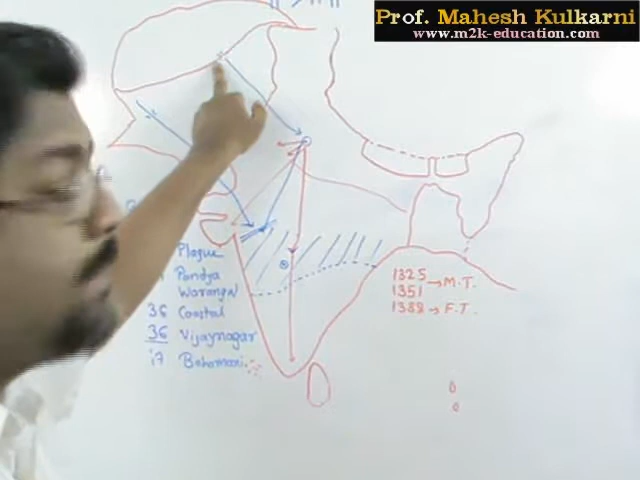 Prof. Mahesh Kulkarni
www.m2k-education.com
Plague
Pandya
Warangal
36 Coastal
36 Vijaynagar
17 Bahamani
1325
1351 → M.T.
1388 → F.T.